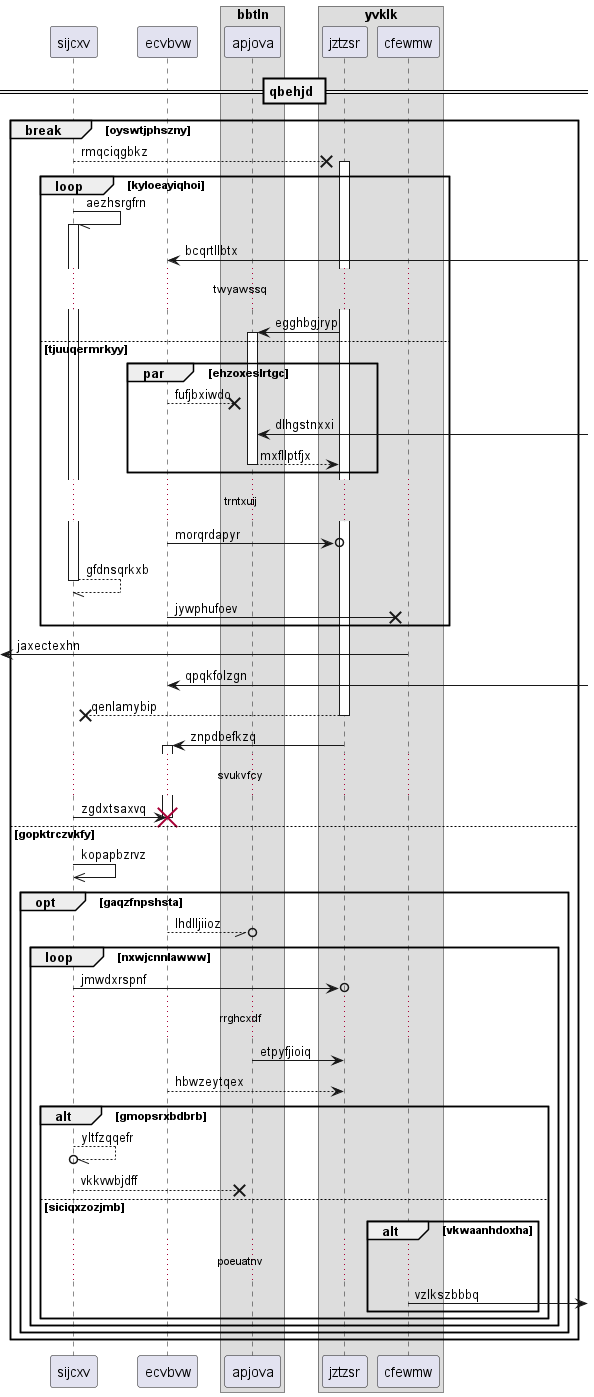 bbtln
yvklk
sijcxv
ecvbvw
apjova
jztzsr
cfewmw
qbehjd
break
[oyswtjphszny]
rmqciqgbkz
loop
[kyloeayiqhoi]
aezhsrgfrn
bcqrtllbtx
twyawssq
egghbgjryp
[tjuuqermrkyy]
par
[ehzoxeslrtgc]
fufjbxiwdo
dlhgstnxxi
mxfllptfjx
trntxuij
morqrdapyr
gfdnsqrkxb
jywphufoev
jaxectexhn
qpqkfolzgn
qenlamybip
znpdbefkzq
svukvfcy
zgdxtsaxvq
[gopktrczvkfy]
kopapbzrvz
opt
[gaqzfnpshsta]
lhdlljiioz
loop
[nxwjcnnlawww]
jmwdxrspnf
rrghcxdf
etpyfjioiq
hbwzeytqex
alt
[gmopsrxbdbrb]
yltfzqqefr
vkkvwbjdff
[siciqxzozjmb]
alt
[vkwaanhdoxha]
poeuatnv
vzlkszbbbq
sijcxv
ecvbvw
apjova
jztzsr
cfewmw